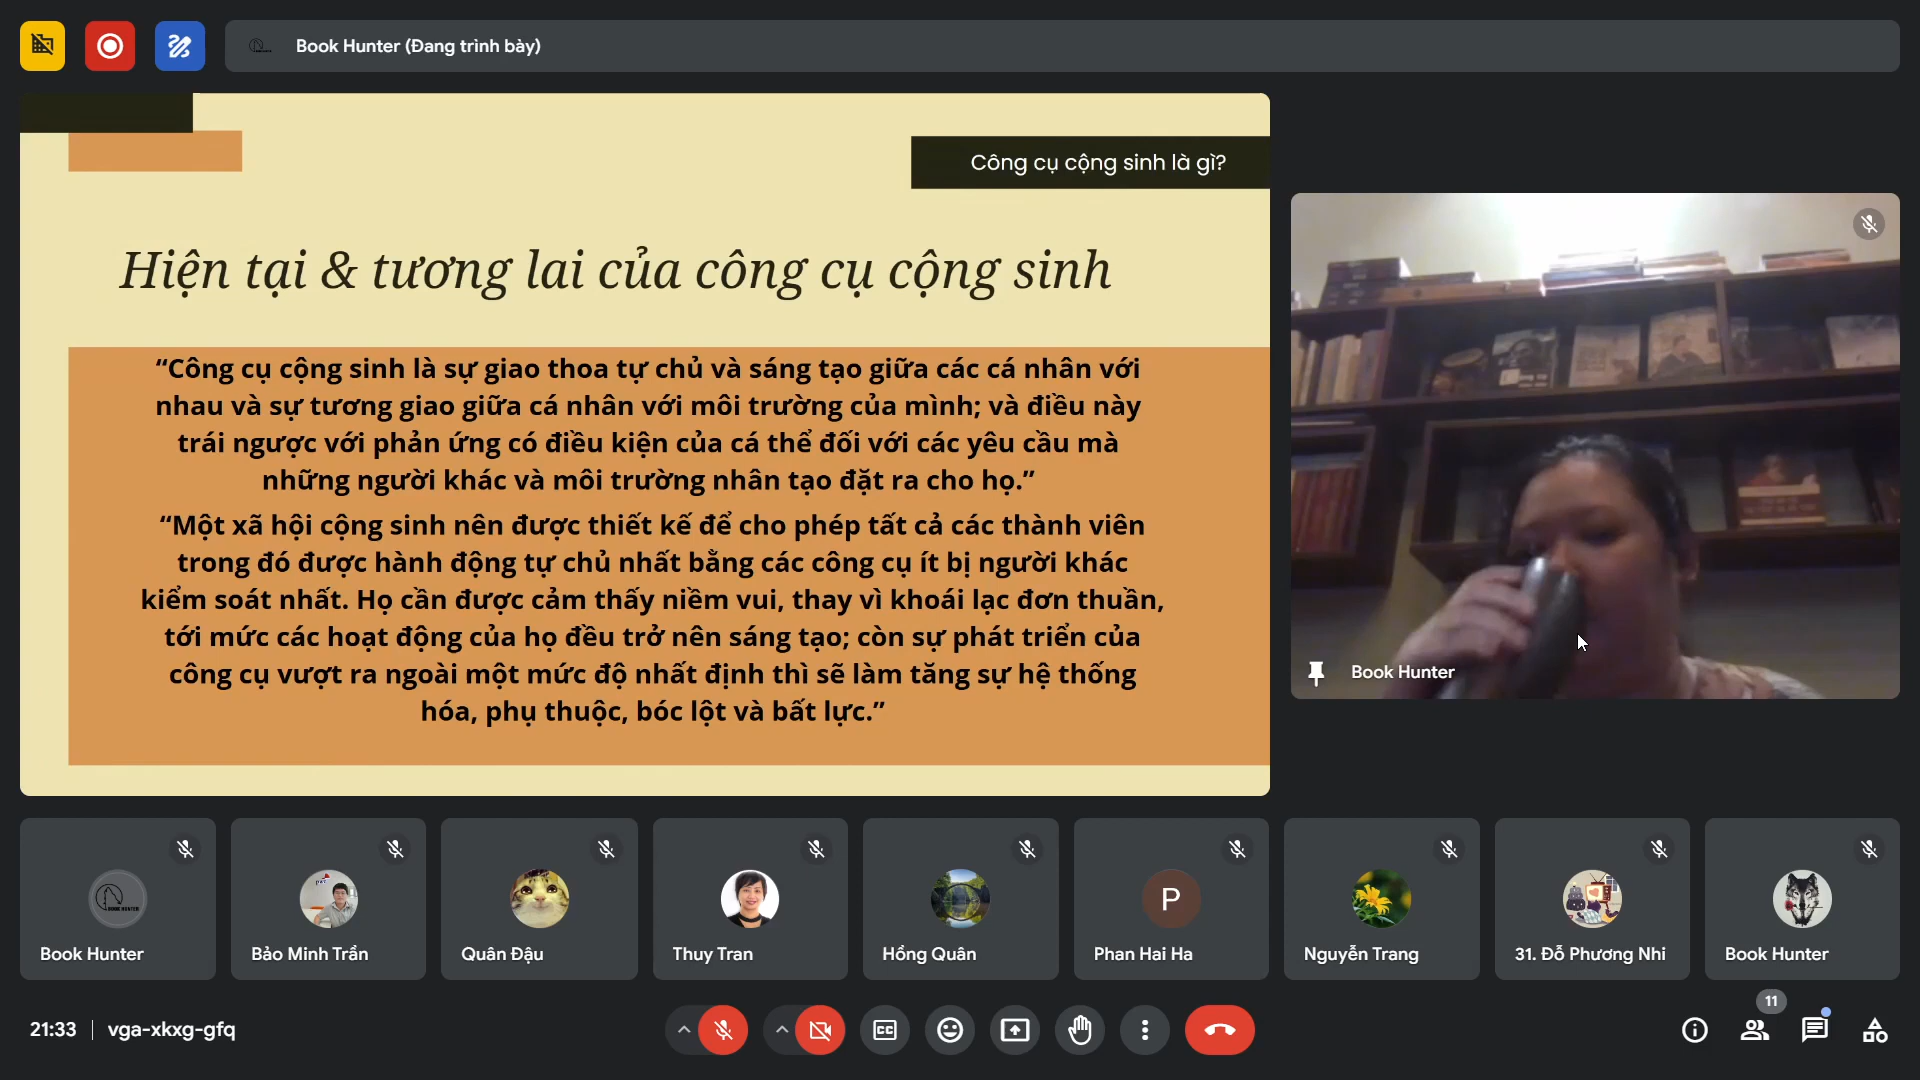 Book Hunter (Đang trình bày)
Công cụ cộng sinh là gì?
Hiện tại & tương lai của công cụ cộng sinh
“Công cụ cộng sinh là sự giao thoa tự chủ và sáng tạo giữa các cá nhân với
nhau và sự tương giao giữa cá nhân với môi trường của mình; và điều này
trái ngược với phản ứng có điều kiện của cá thể đối với các yêu cầu mà
những người khác và môi trường nhân tạo đặt ra cho họ.”
“Một xã hội cộng sinh nên được thiết kế để cho phép tất cả các thành viên
trong đó được hành động tự chủ nhất bằng các công cụ ít bị người khác
kiểm soát nhất. Họ cần được cảm thấy niềm vui, thay vì khoái lạc đơn thuần,
tới mức các hoạt động của họ đều trở nên sáng tạo; còn sự phát triển của
công cụ vượt ra ngoài một mức độ nhất định thì sẽ làm tăng sự hệ thống
hóa, phụ thuộc, bóc lột và bất lực.”
Book Hunter
BOOK HUNTER
Book Hunter
Bảo Minh Trần
Quân Đậu
Thuy Tran
Hồng Quân
P
Phan Hai Ha
Nguyễn Trang
31. Đỗ Phương Nhi
Book Hunter
21:33
vga-xkxg-gfq
CC
11